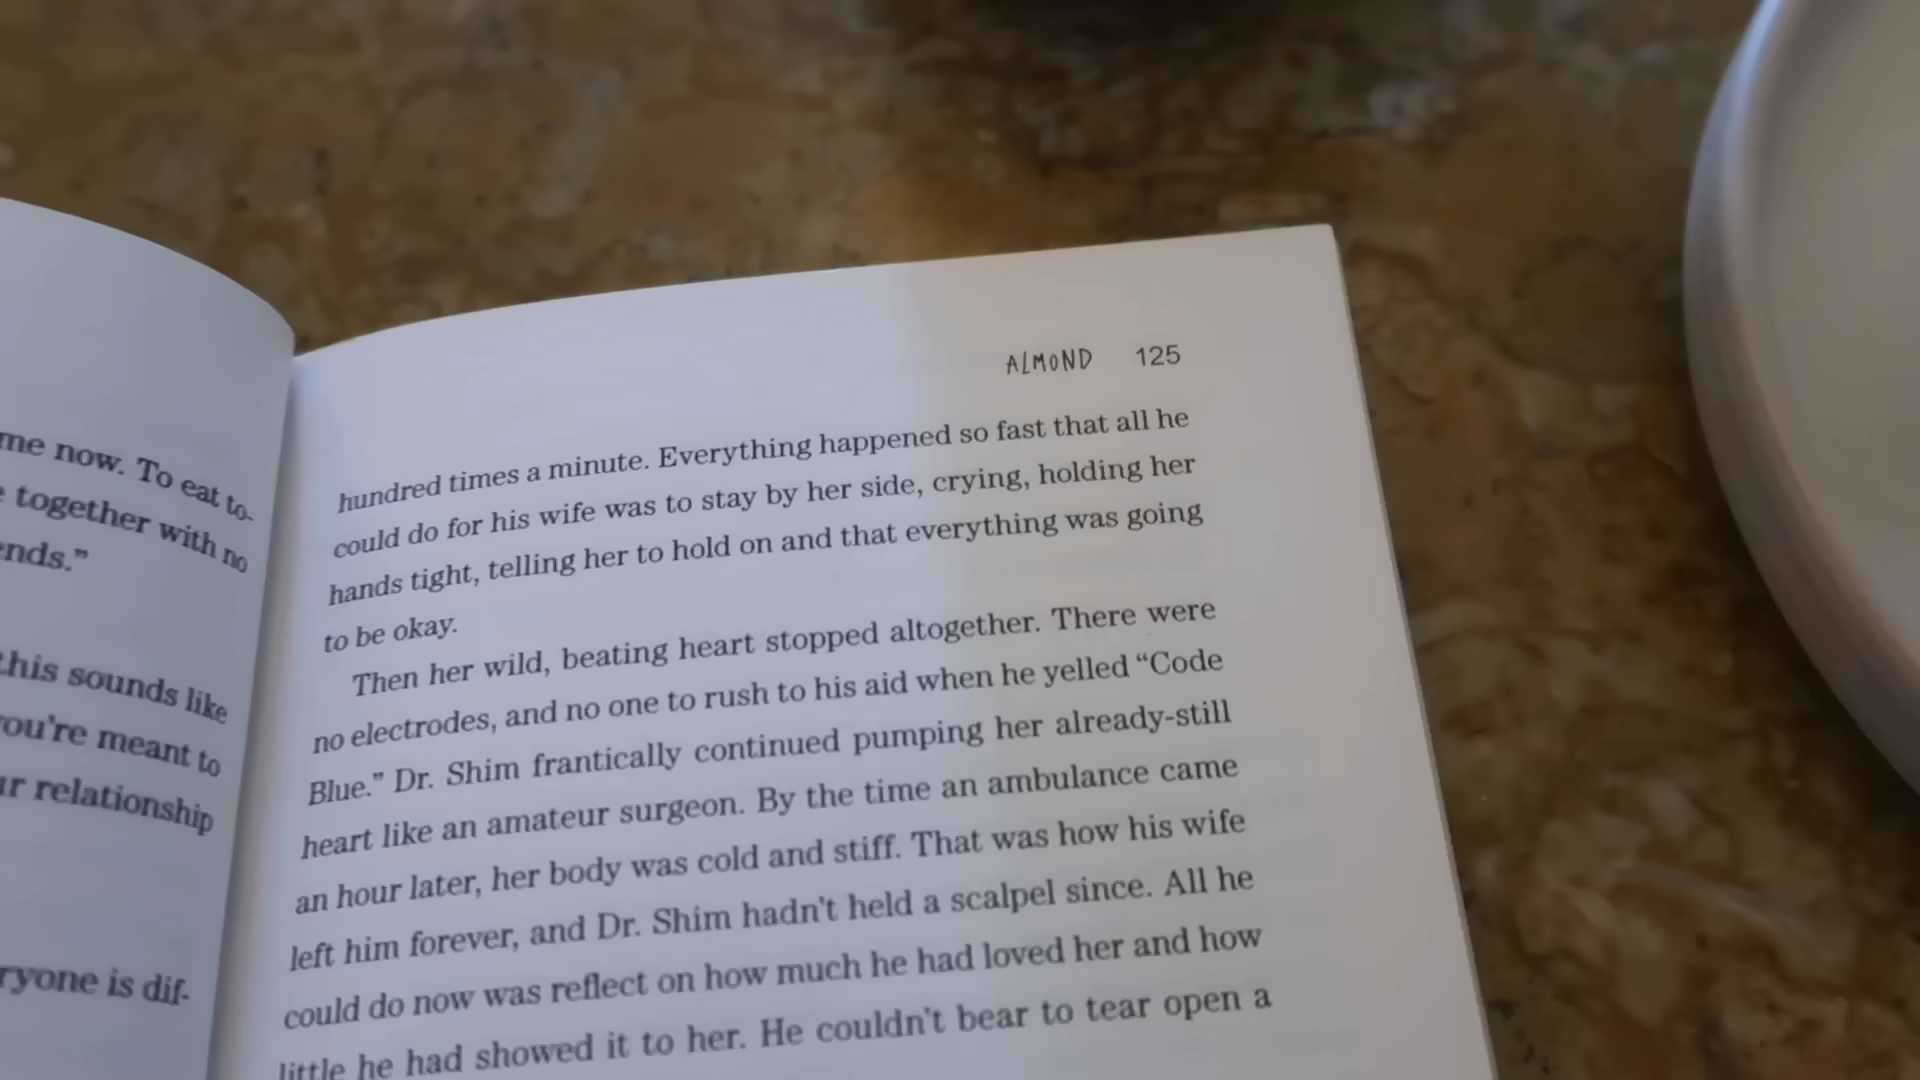 me now. To eat to-
together with no
ends.”
this sounds like
you're meant to
ur relationship
ryone is dif-
ALMOND 125
hundred times a minute. Everything happened so fast that all he
could do for his wife was to stay by her side, crying, holding her
hands tight, telling her to hold on and that everything was going
to be okay.
Then her wild, beating heart stopped altogether. There were
no electrodes, and no one to rush to his aid when he yelled “Code
Blue.” Dr. Shim frantically continued pumping her already-still
heart like an amateur surgeon. By the time an ambulance came
an hour later, her body was cold and stiff. That was how his wife
left him forever, and Dr. Shim hadn't held a scalpel since. All he
could do now was reflect on how much he had loved her and how
little he had showed it to her. He couldn't bear to tear open a